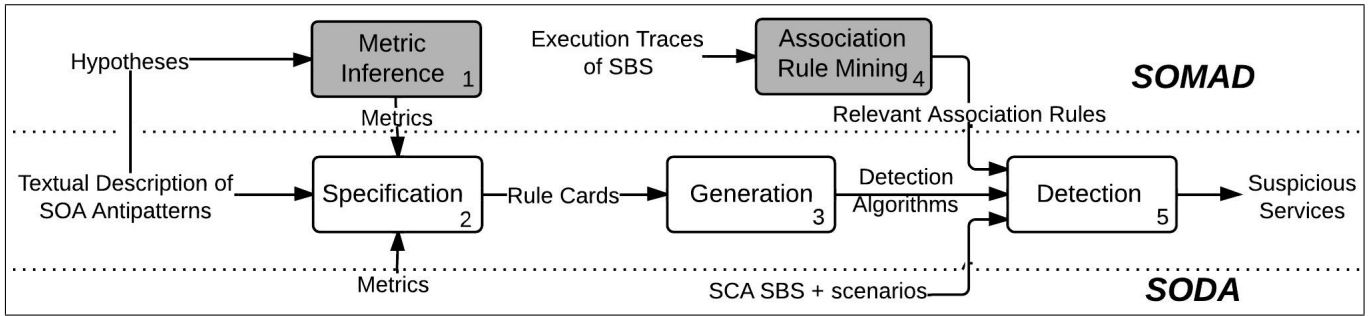 Hypotheses
Metric
Inference
1
Execution Traces
of SBS
Association
Rule Mining
4
SOMAD
Metrics
Relevant Association Rules
Textual Description of
SOA Antipatterns
Specification
2
Rule Cards
Generation
3
Detection
Algorithms
Detection
5
Suspicious
Services
Metrics
SCA SBS + scenarios
SODA